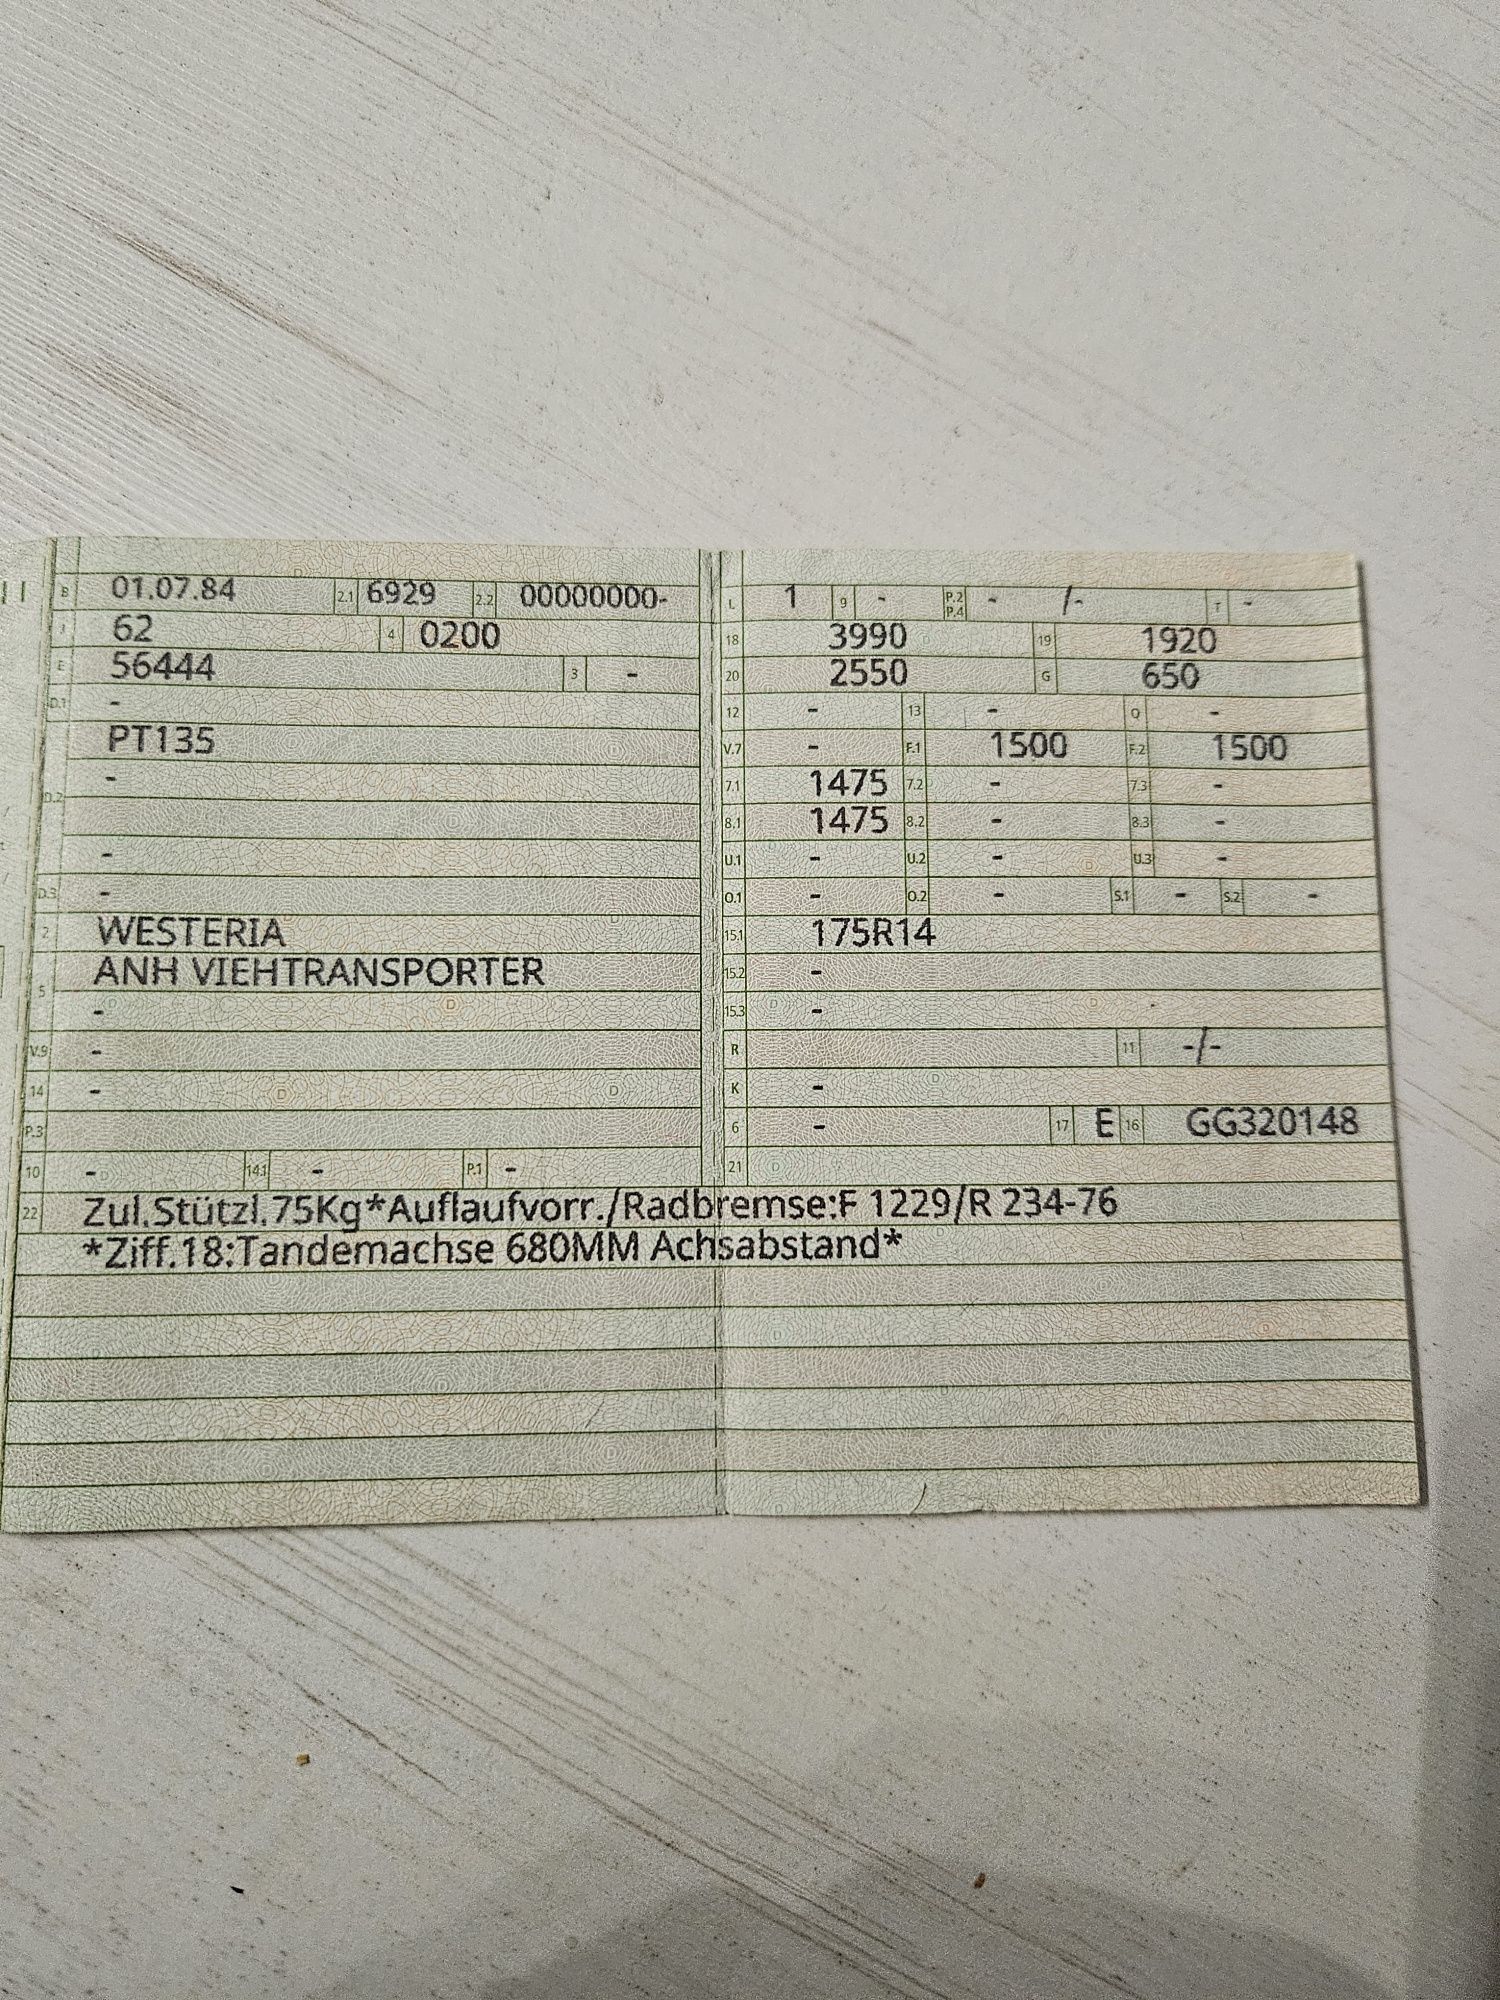 B 01.07.84 2.1 6929 2.2 00000000-
J 62 4 0200
E 56444 3 -
D.1 -
PT135
D.2 -
-
D.3 -
2 WESTERIA
5 ANH VIEHTRANSPORTER
-
V.9 -
14 -
P.3
10 - 14.1 - P.1 -
L 1 9 - P.2 P.4 - /- T -
18 3990 19 1920
20 2550 G 650
12 - 13 - Q -
V.7 - F.1 1500 F.2 1500
7.1 1475 7.2 - 7.3 -
8.1 1475 8.2 - 8.3 -
U.1 - U.2 - U.3 -
O.1 - O.2 - S.1 - S.2 -
15.1 175R14
15.2 -
15.3 -
R 11 -/-
K -
6 - 17 E 16 GG320148
21
22 Zul.Stützl.75Kg*Auflaufvorr./Radbremse:F 1229/R 234-76
*Ziff.18:Tandemachse 680MM Achsabstand*